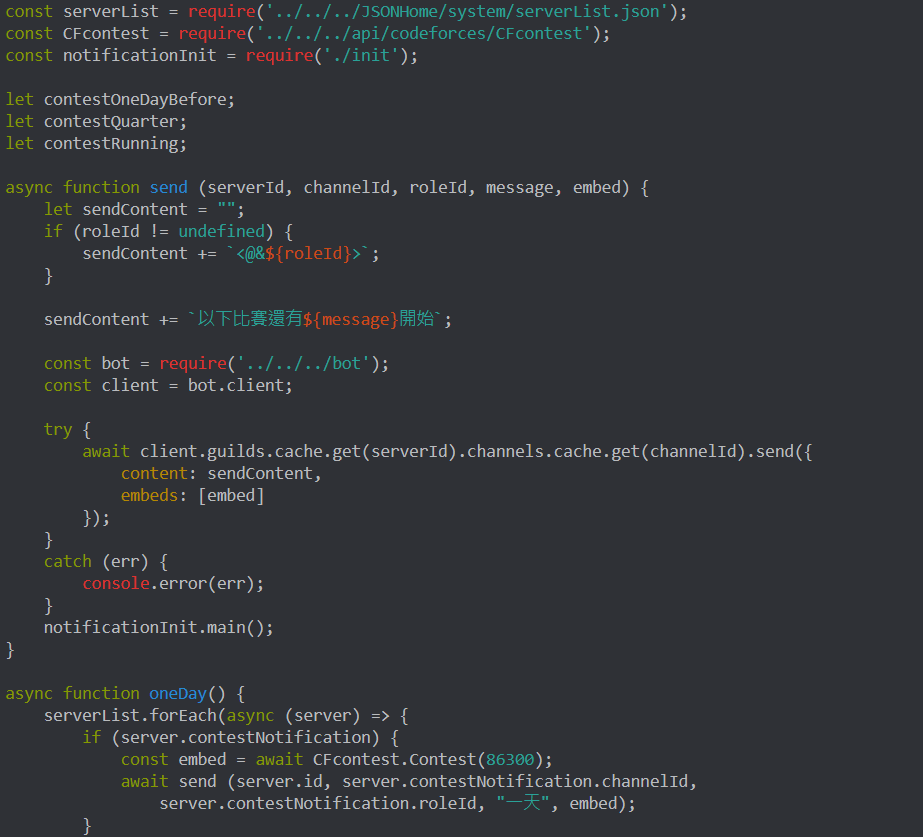 const serverList = require('../../../JSONHome/system/serverList.json');
const CFcontest = require('../../../api/codeforces/CFcontest');
const notificationInit = require('./init');

let contestOneDayBefore;
let contestQuarter;
let contestRunning;

async function send (serverId, channelId, roleId, message, embed) {
    let sendContent = "";
    if (roleId != undefined) {
        sendContent += `<@&${roleId}>`;
    }

    sendContent += `以下比賽還有${message}開始`;

    const bot = require('../../../bot');
    const client = bot.client;

    try {
        await client.guilds.cache.get(serverId).channels.cache.get(channelId).send({
            content: sendContent,
            embeds: [embed]
        });
    }
    catch (err) {
        console.error(err);
    }
    notificationInit.main();
}

async function oneDay() {
    serverList.forEach(async (server) => {
        if (server.contestNotification) {
            const embed = await CFcontest.Contest(86300);
            await send (server.id, server.contestNotification.channelId,
                server.contestNotification.roleId, "一天", embed);
        }